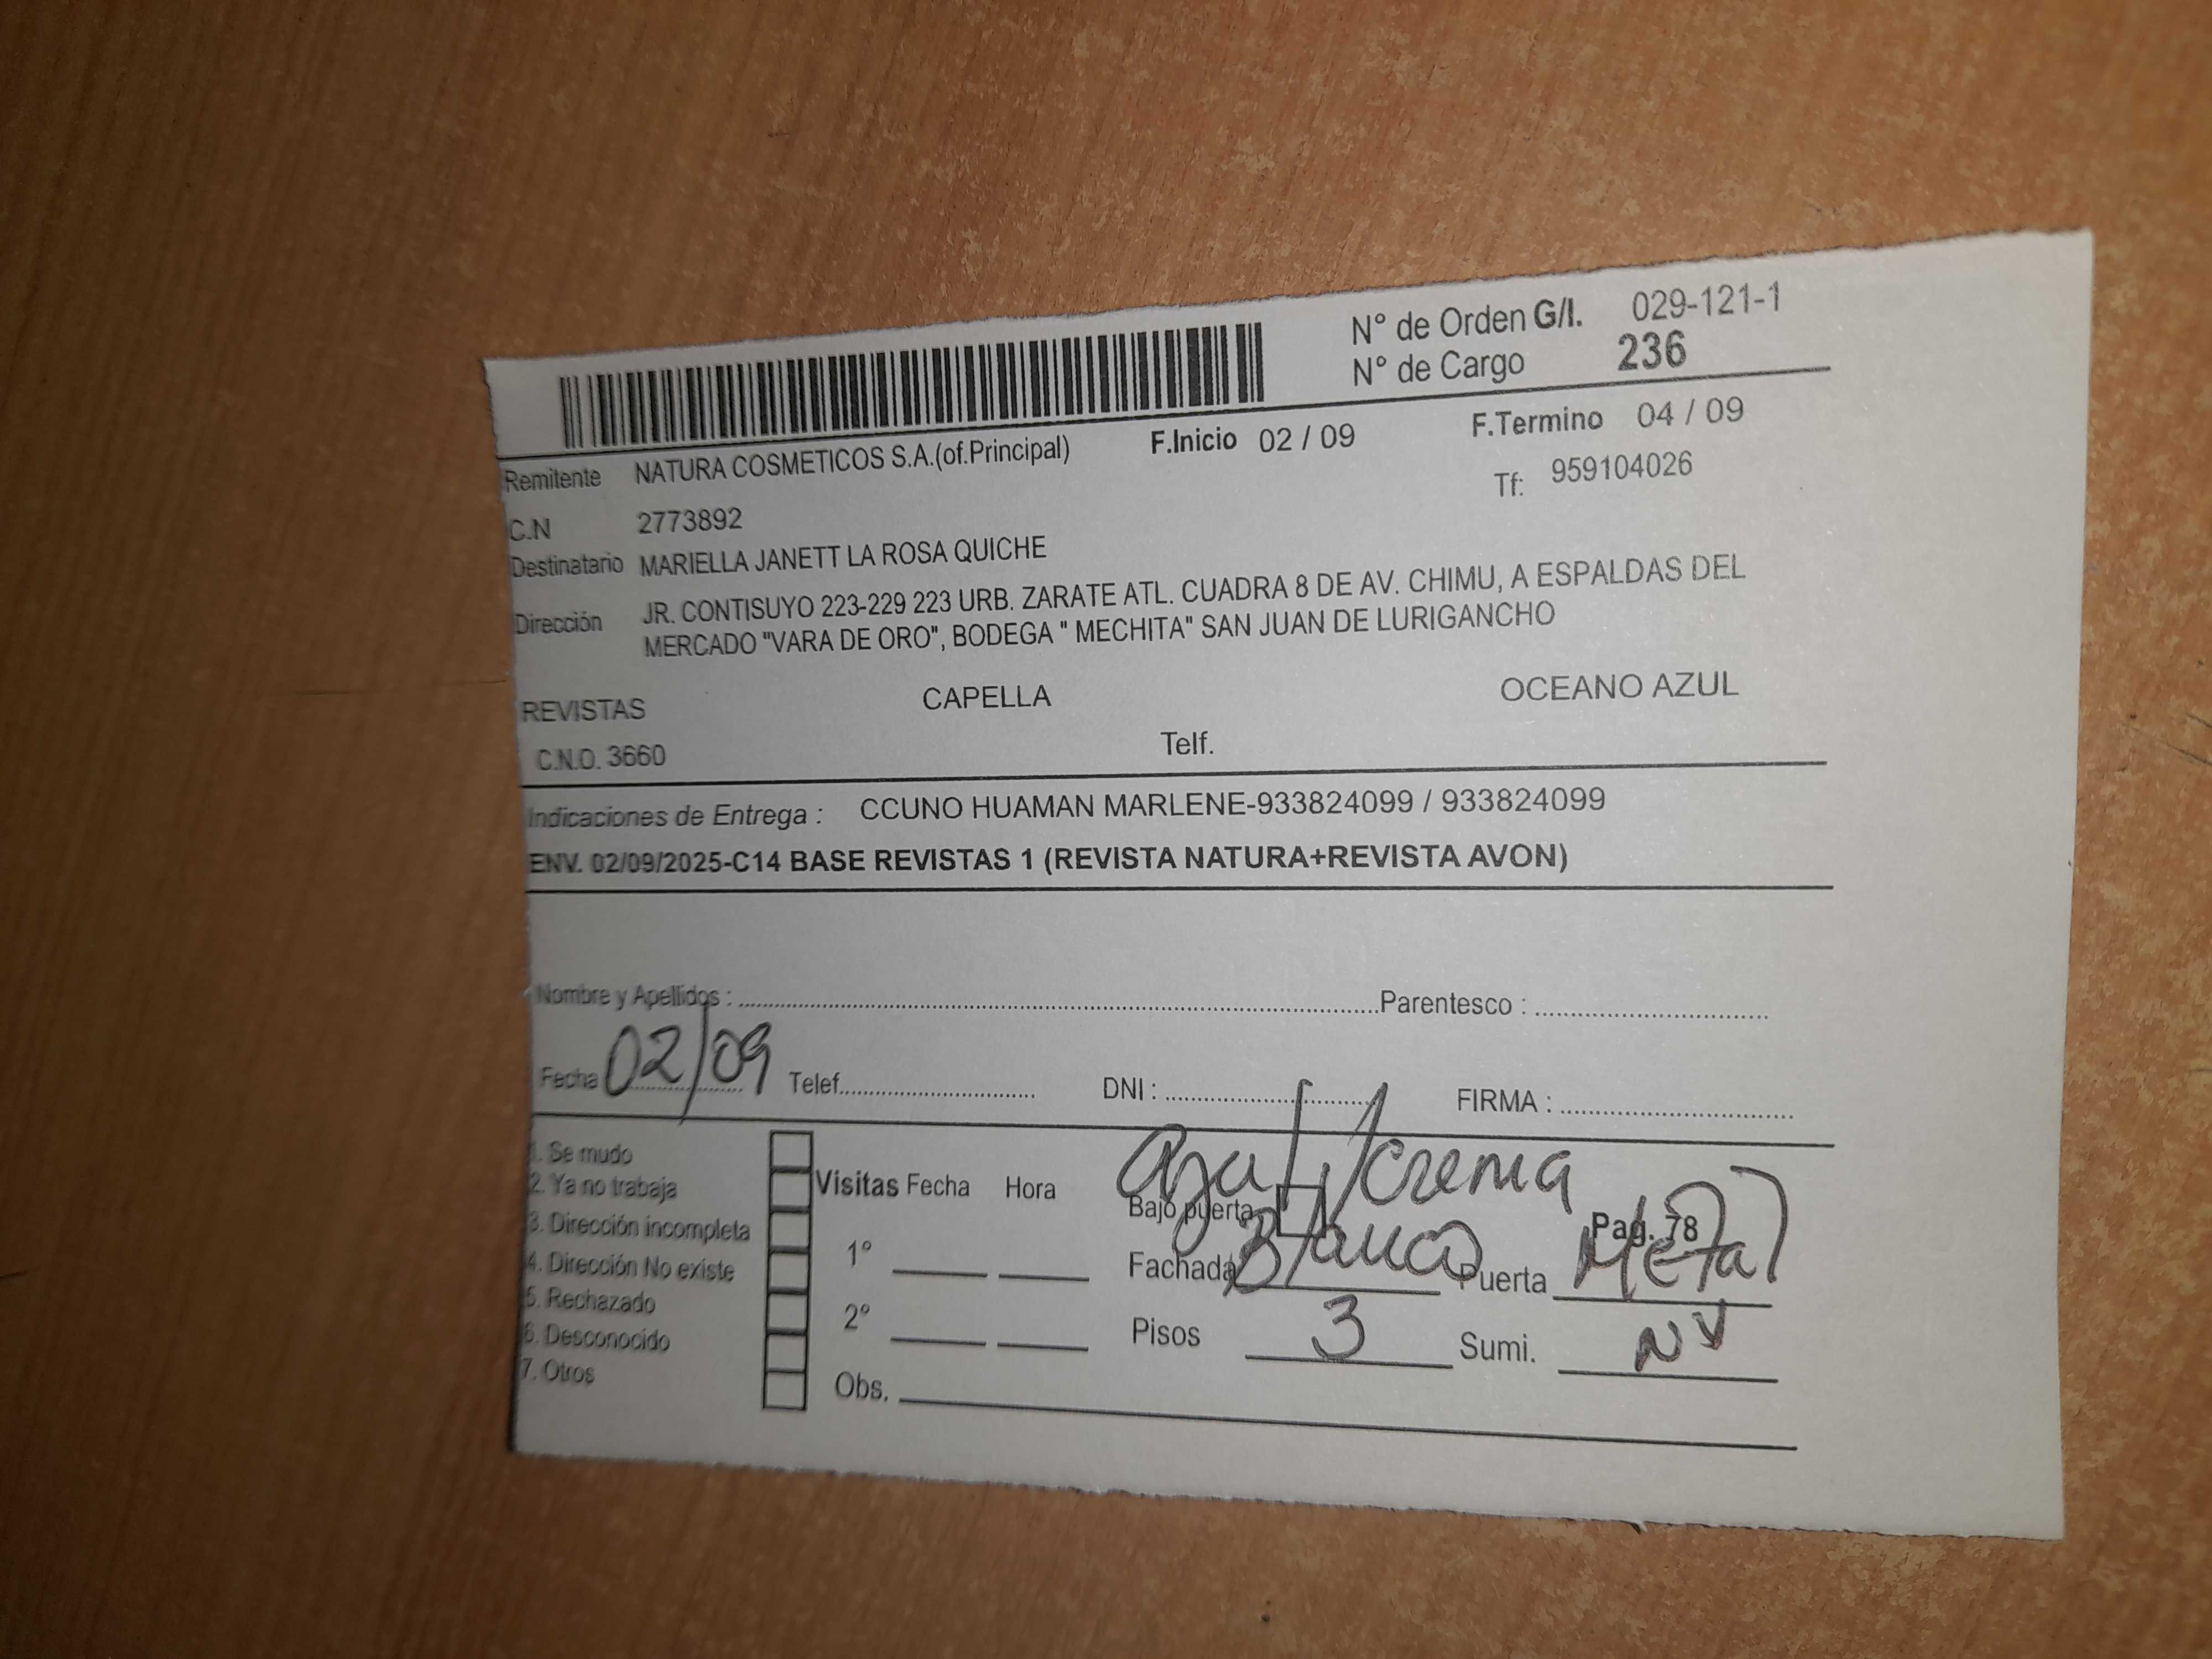 N° de Orden G/I. 029-121-1
N° de Cargo 236
Remitente NATURA COSMETICOS S.A.(of.Principal) F.Inicio 02 / 09 F.Termino 04 / 09
C.N 2773892 Tf: 959104026
Destinatario MARIELLA JANETT LA ROSA QUICHE
Dirección JR. CONTISUYO 223-229 223 URB. ZARATE ATL. CUADRA 8 DE AV. CHIMU, A ESPALDAS DEL
MERCADO "VARA DE ORO", BODEGA " MECHITA" SAN JUAN DE LURIGANCHO
REVISTAS CAPELLA OCEANO AZUL
C.N.O. 3660 Telf.
Indicaciones de Entrega : CCUNO HUAMAN MARLENE-933824099 / 933824099
ENV. 02/09/2025-C14 BASE REVISTAS 1 (REVISTA NATURA+REVISTA AVON)
Nombre y Apellidos : Parentesco :
Fecha 02/09 Telef. DNI : FIRMA :
1. Se mudo
2. Ya no trabaja
3. Dirección incompleta
4. Dirección No existe
5. Rechazado
6. Desconocido
7. Otros
Visitas Fecha Hora
1°
2°
Obs.
Azul/crema
Bajo puerta Pag. 78
Fachada Blanco Puerta Metal
Pisos 3 Sumi. NV